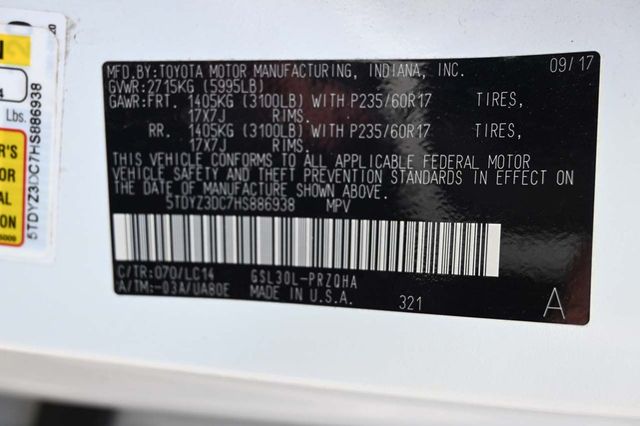 MFD.BY:TOYOTA MOTOR MANUFACTURING, INDIANA, INC. 09/17
GVWR:2715KG (5995LB)
GAWR:FRT. 1405KG (3100LB) WITH P235/60R17 TIRES,
17X7J RIMS.
RR. 1405KG (3100LB) WITH P235/60R17 TIRES,
17X7J RIMS.
THIS VEHICLE CONFORMS TO ALL APPLICABLE FEDERAL MOTOR
VEHICLE SAFETY AND THEFT PREVENTION STANDARDS IN EFFECT ON
THE DATE OF MANUFACTURE SHOWN ABOVE.
5TDYZ3DC7HS886938 MPV
C/TR:070/LC14 GSL30L-PRZQHA
A/TM:-03A/UA80E MADE IN U.S.A. 321 A
Lbs.
5TDYZ3DC7HS886938